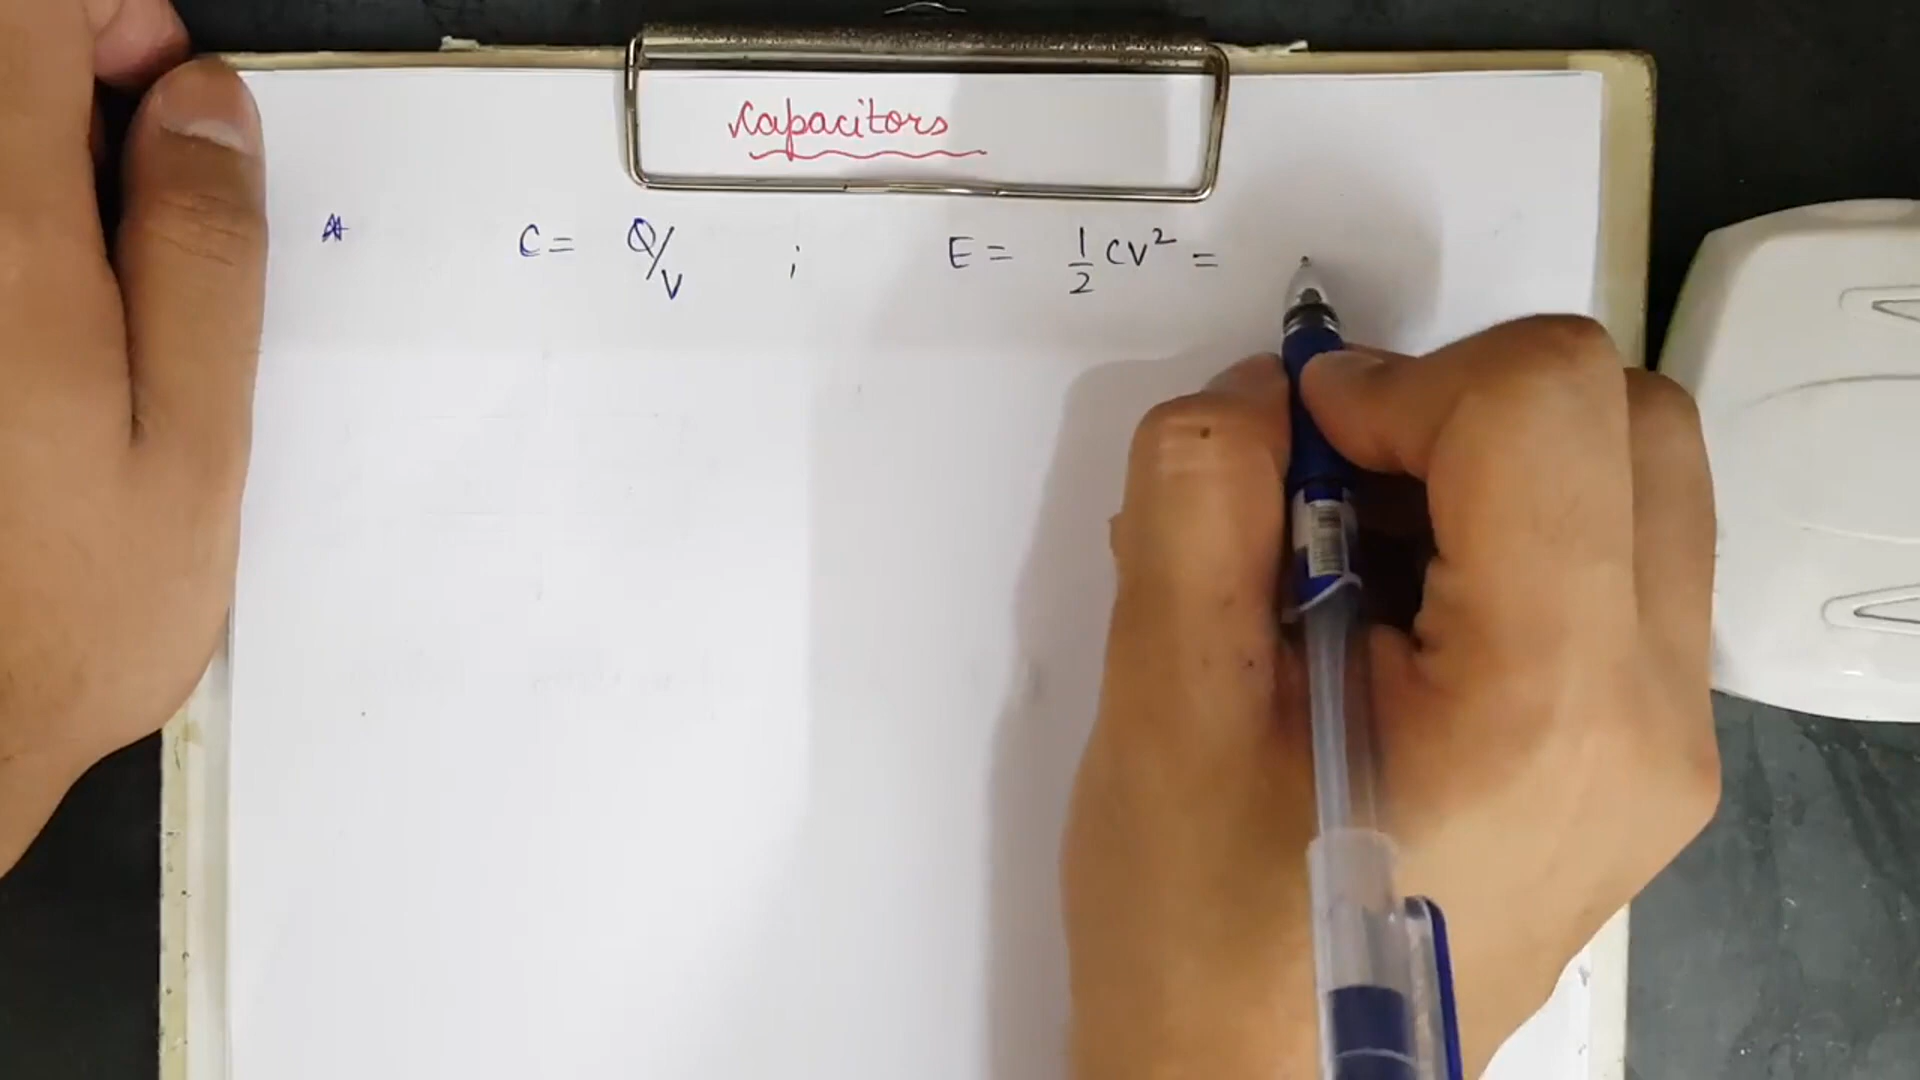 Capacitors
* C = Q/V ; E = 1/2 CV² =